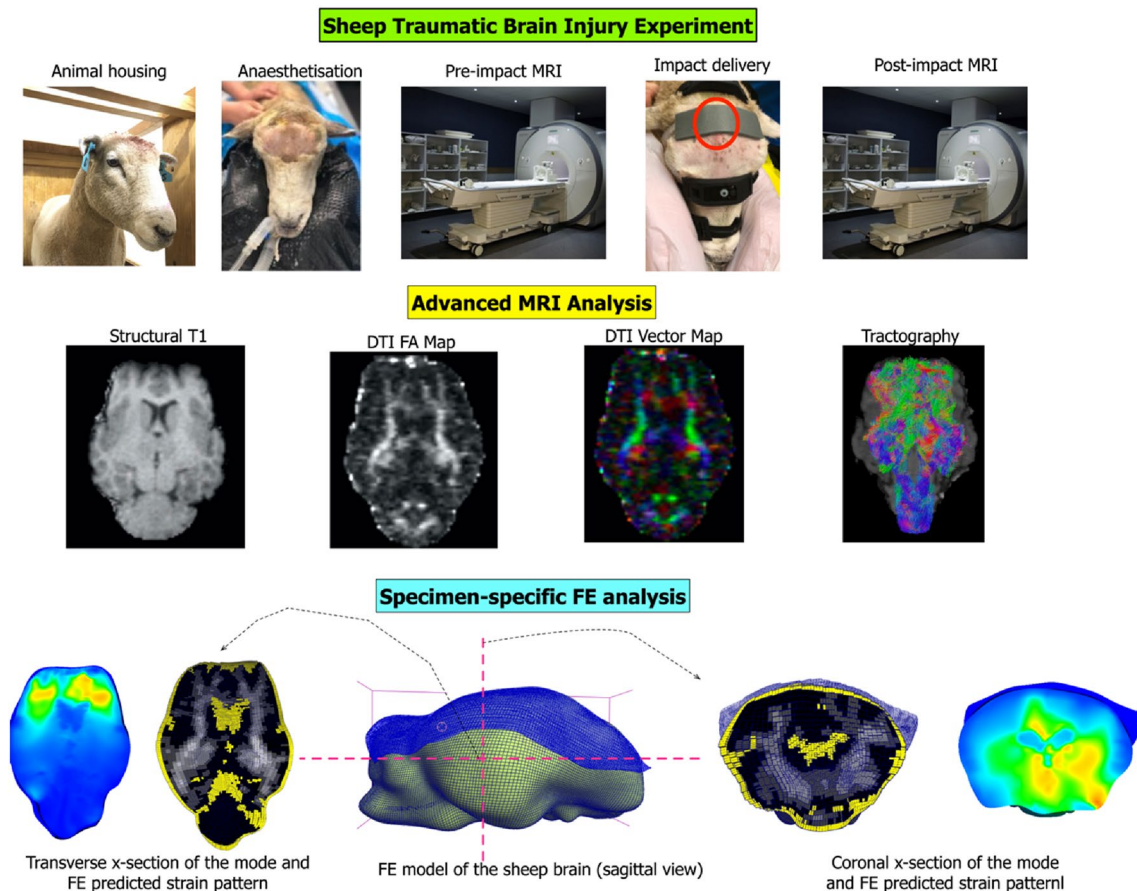 Sheep Traumatic Brain Injury Experiment
Animal housing
Anaesthetisation
Pre-impact MRI
Impact delivery
Post-impact MRI
Advanced MRI Analysis
Structural T1
DTI FA Map
DTI Vector Map
Tractography
Specimen-specific FE analysis
Transverse x-section of the mode and
FE predicted strain pattern
FE model of the sheep brain (sagittal view)
Coronal x-section of the mode
and FE predicted strain patternl